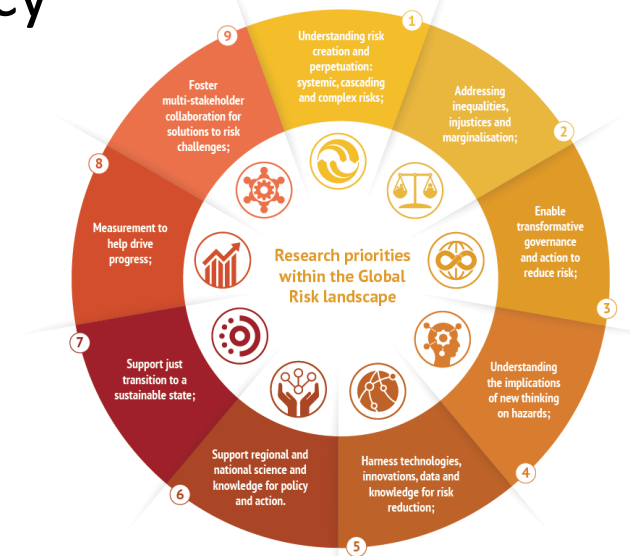 cy
1
Understanding risk
creation and
perpetuation:
systemic, cascading
and complex risks;
2
Addressing
inequalities,
injustices and
marginalisation;
3
Enable
transformative
governance
and action to
reduce risk;
4
Understanding
the implications
of new thinking
on hazards;
5
Harness technologies,
innovations, data and
knowledge for risk
reduction;
6
Support regional and
national science and
knowledge for policy
and action.
7
Support just
transition to a
sustainable state;
8
Measurement to
help drive
progress;
9
Foster
multi-stakeholder
collaboration for
solutions to risk
challenges;
Research priorities
within the Global
Risk landscape